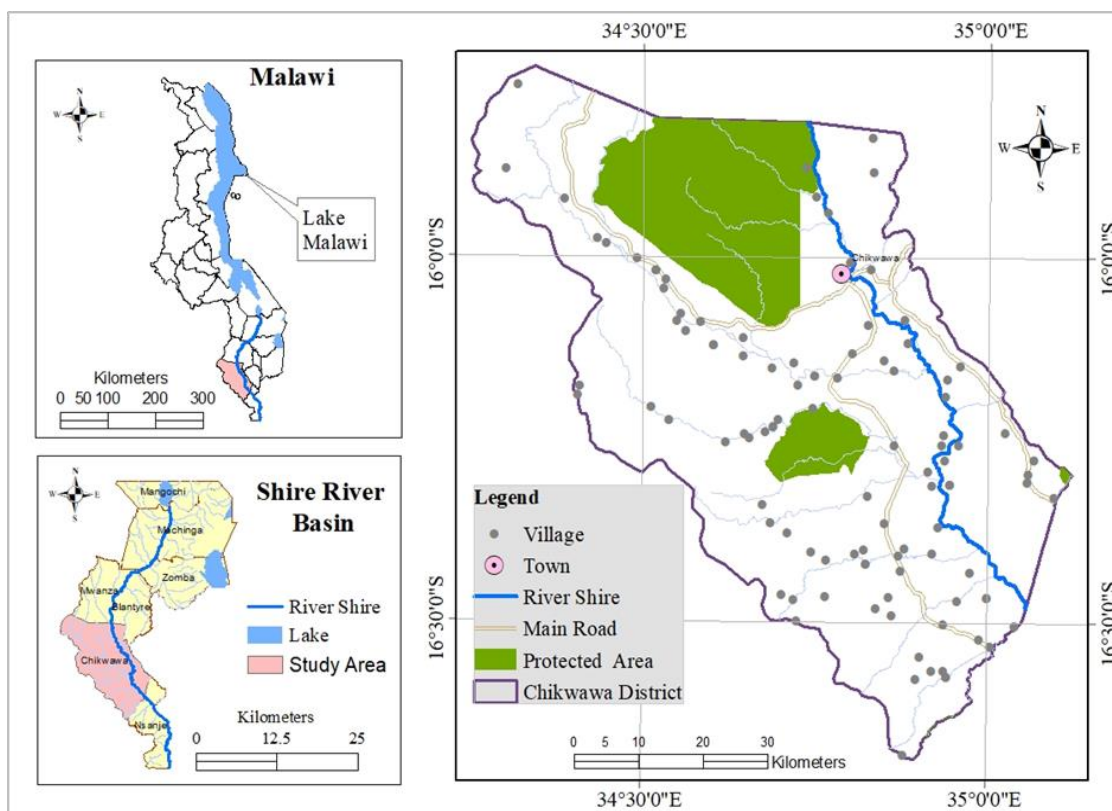 Malawi
N
W E
S
Lake
Malawi
Kilometers
0 50 100 200 300
Shire River
Basin
N
W E
S
Mangochi
Machinga
Zomba
Mwanza
Blantyre
Chikwawa
Nsanje
River Shire
Lake
Study Area
Kilometers
0 12.5 25
34°30'0"E 35°0'0"E
N
W E
S
16°0'0"S 16°0'0"S
Chikwawa
Legend
Village
Town
River Shire
Main Road
Protected Area
Chikwawa District
16°30'0"S 16°30'0"S
0 5 10 20 30
Kilometers
34°30'0"E 35°0'0"E